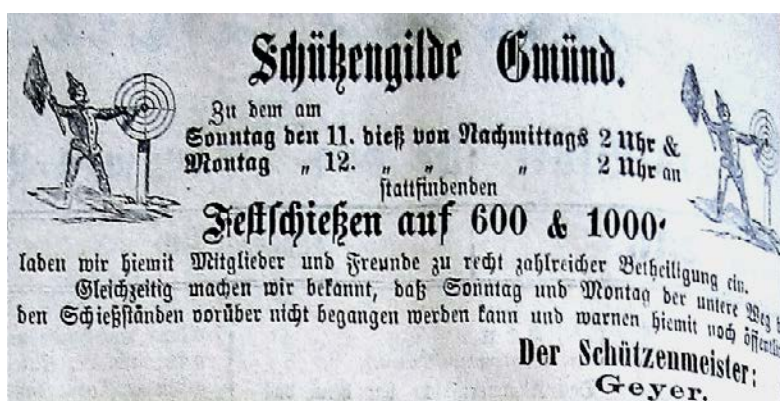 Schützengilde Gmünd.
Zu dem am
Sonntag den 11. dieß von Nachmittags 2 Uhr &
Montag „ 12. „ „ „ 2 Uhr an
stattfindenden
Festschießen auf 600 & 1000‘
laden wir hiemit Mitglieder und Freunde zu recht zahlreicher Betheiligung ein.
Gleichzeitig machen wir bekannt, daß Sonntag und Montag der untere Weg
den Schießständen vorüber nicht begangen werden kann und warnen hiemit noch
Der Schützenmeister:
Geyer.